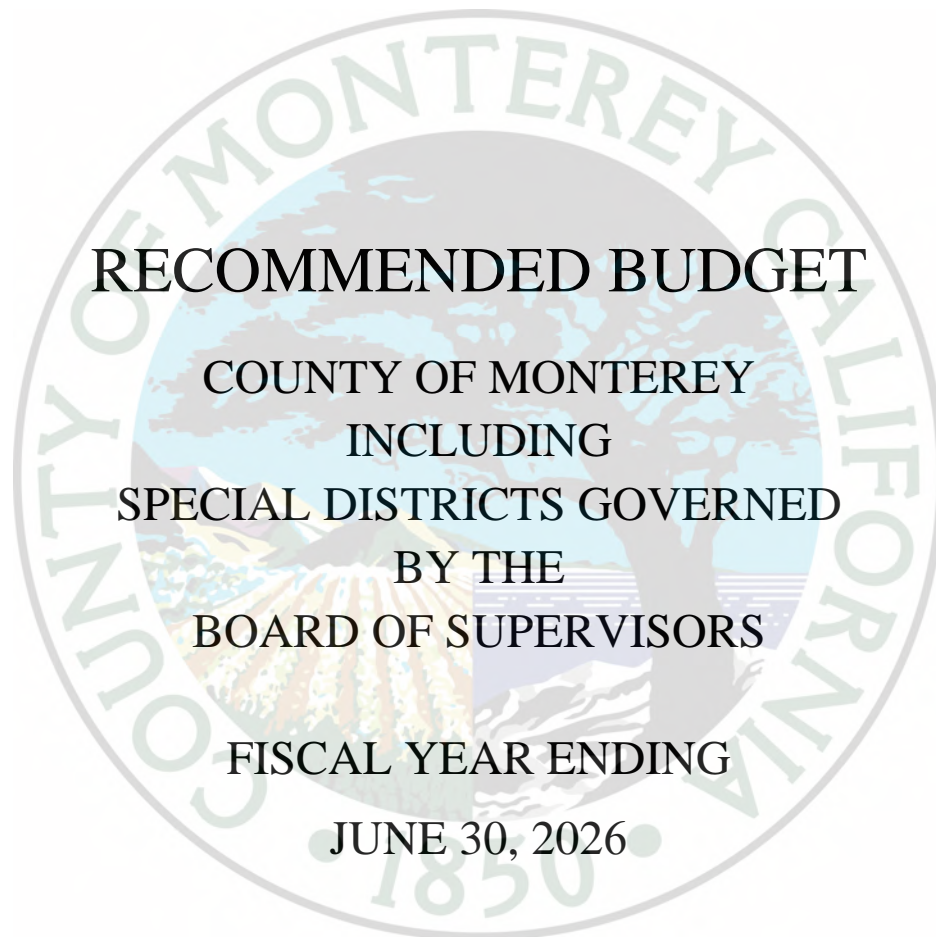 COUNTY OF MONTEREY CALIFORNIA
RECOMMENDED BUDGET
COUNTY OF MONTEREY
INCLUDING
SPECIAL DISTRICTS GOVERNED
BY THE
BOARD OF SUPERVISORS
FISCAL YEAR ENDING
JUNE 30, 2026
• 1850 •